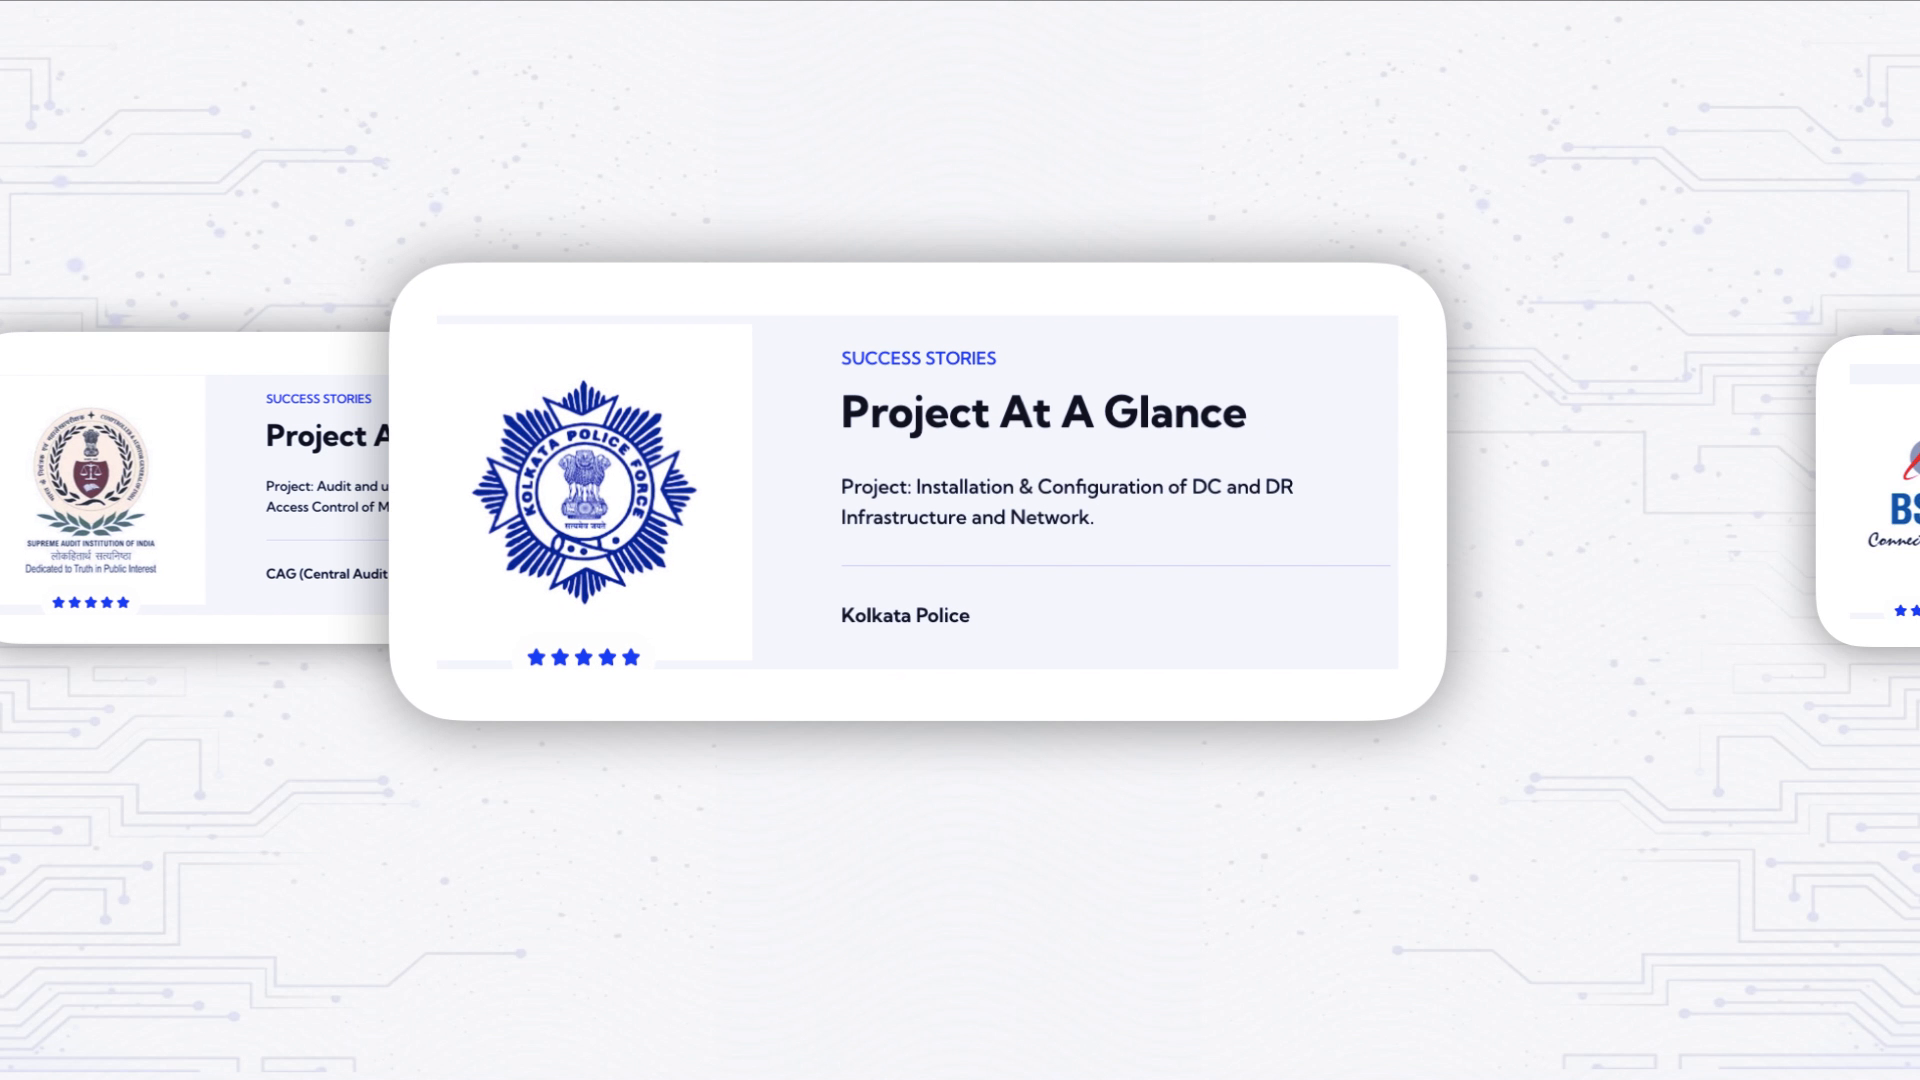 SUPREME AUDIT INSTITUTION OF INDIA
लोकहितार्थ सत्यनिष्ठा
Dedicated to Truth in Public Interest
SUCCESS STORIES
Project A
Project: Audit and u
Access Control of M
CAG (Central Audit
KOLKATA POLICE FORCE
सत्यमेव जयते
SUCCESS STORIES
Project At A Glance
Project: Installation & Configuration of DC and DR
Infrastructure and Network.
Kolkata Police
BS
Connec